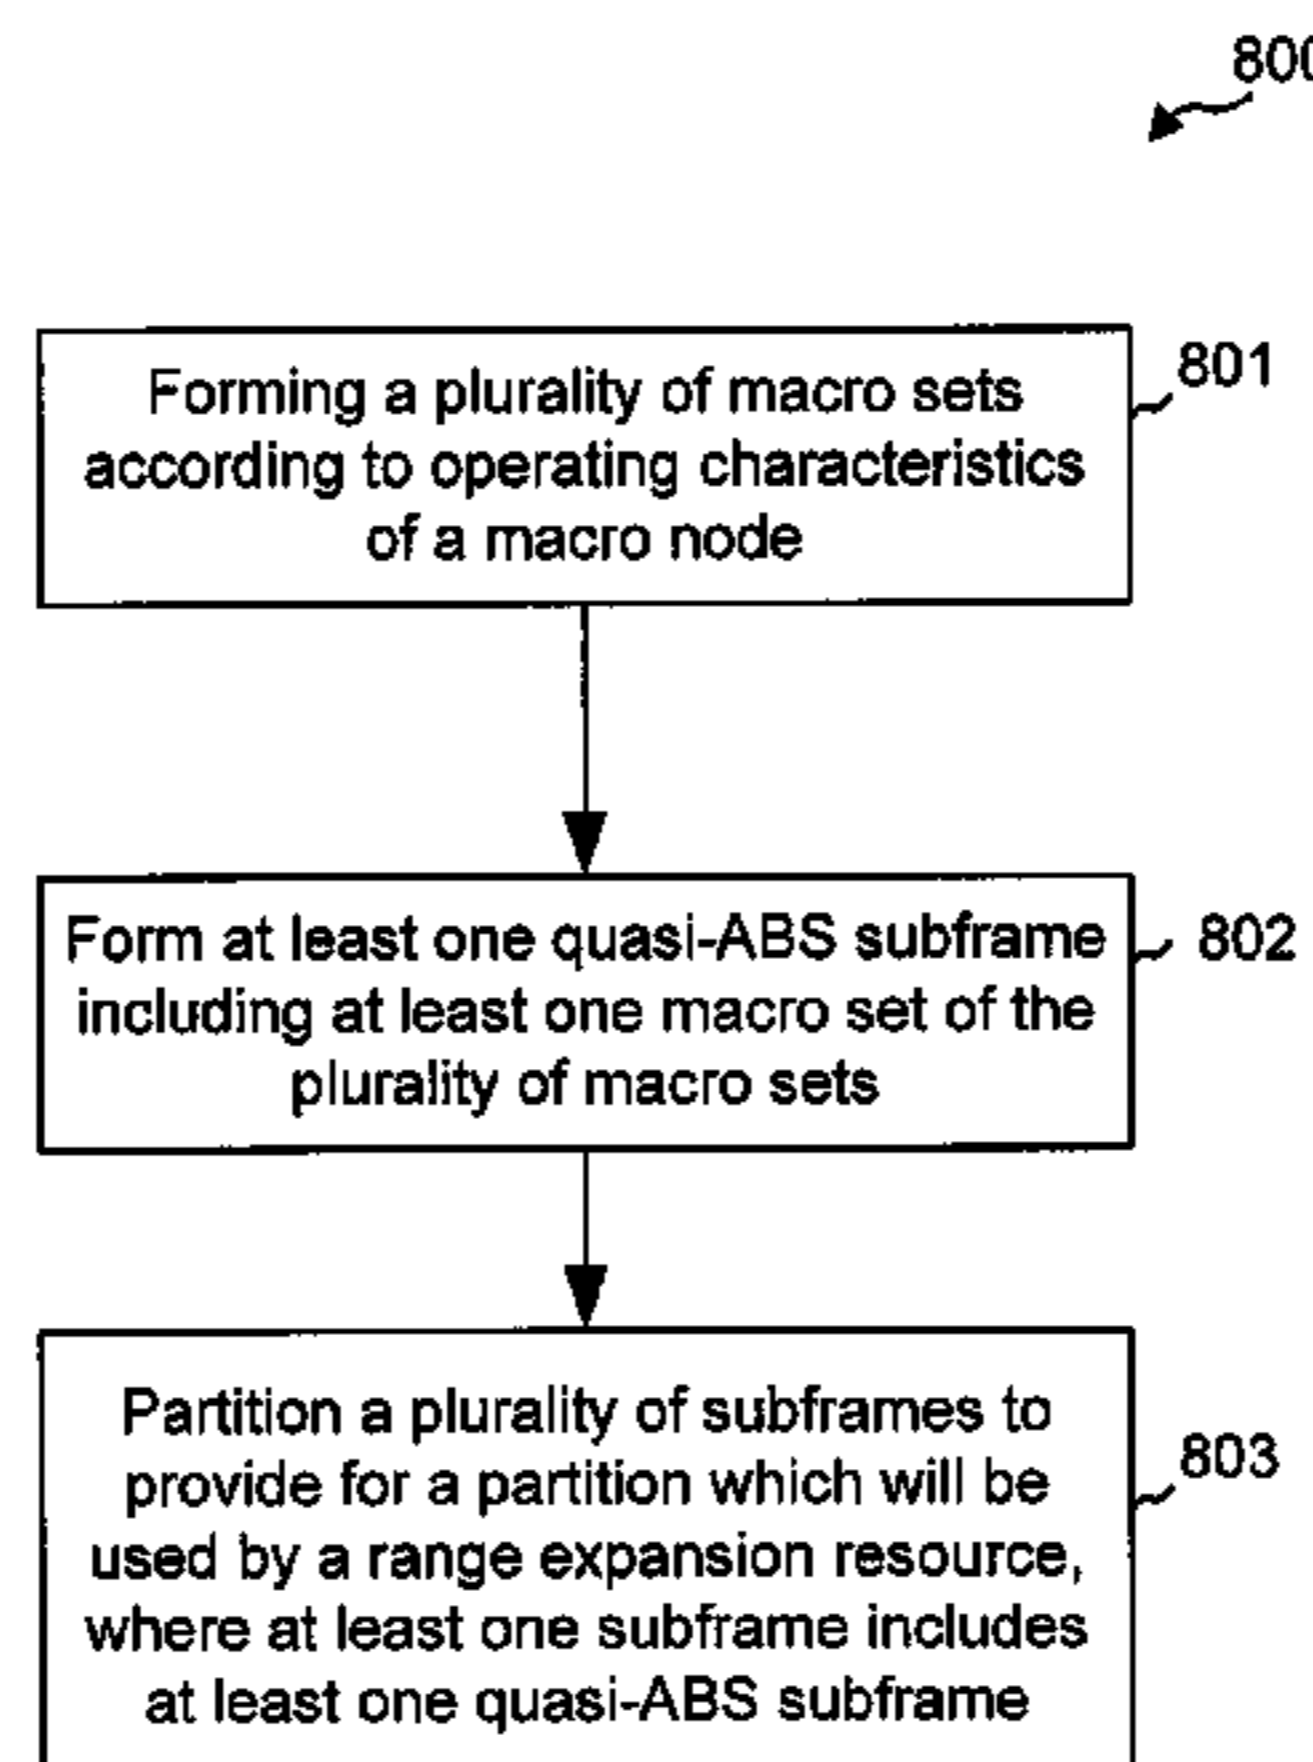 800
Forming a plurality of macro sets
according to operating characteristics
of a macro node
801
Form at least one quasi-ABS subframe
including at least one macro set of the
plurality of macro sets
802
Partition a plurality of subframes to
provide for a partition which will be
used by a range expansion resource,
where at least one subframe includes
at least one quasi-ABS subframe
803